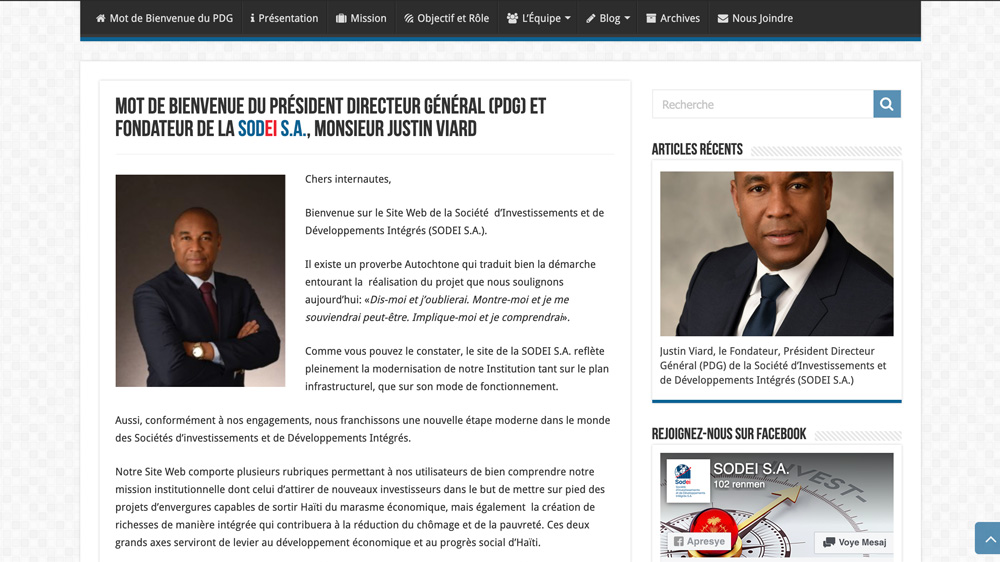 Mot de Bienvenue du PDG Présentation Mission Objectif et Rôle L'Équipe Blog Archives Nous Joindre
MOT DE BIENVENUE DU PRÉSIDENT DIRECTEUR GÉNÉRAL (PDG) ET
FONDATEUR DE LA SODEI S.A., MONSIEUR JUSTIN VIARD
Chers internautes,
Bienvenue sur le Site Web de la Société d'Investissements et de
Développements Intégrés (SODEI S.A.).
Il existe un proverbe Autochtone qui traduit bien la démarche
entourant la réalisation du projet que nous soulignons
aujourd'hui: «Dis-moi et j'oublierai. Montre-moi et je me
souviendrai peut-être. Implique-moi et je comprendrai».
Comme vous pouvez le constater, le site de la SODEI S.A. reflète
pleinement la modernisation de notre Institution tant sur le plan
infrastructurel, que sur son mode de fonctionnement.
Aussi, conformément à nos engagements, nous franchissons une nouvelle étape moderne dans le monde
des Sociétés d'investissements et de Développements Intégrés.
Notre Site Web comporte plusieurs rubriques permettant à nos utilisateurs de bien comprendre notre
mission institutionnelle dont celui d'attirer de nouveaux investisseurs dans le but de mettre sur pied des
projets d'envergures capables de sortir Haïti du marasme économique, mais également la création de
richesses de manière intégrée qui contribuera à la réduction du chômage et de la pauvreté. Ces deux
grands axes serviront de levier au développement économique et au progrès social d'Haïti.
Recherche
ARTICLES RÉCENTS
Justin Viard, le Fondateur, Président Directeur
Général (PDG) de la Société d'Investissements et
de Développements Intégrés (SODEI S.A.)
REJOIGNEZ-NOUS SUR FACEBOOK
SODEI S.A.
102 renmen
Sodei
INVEST-
Apresye
Voye Mesaj